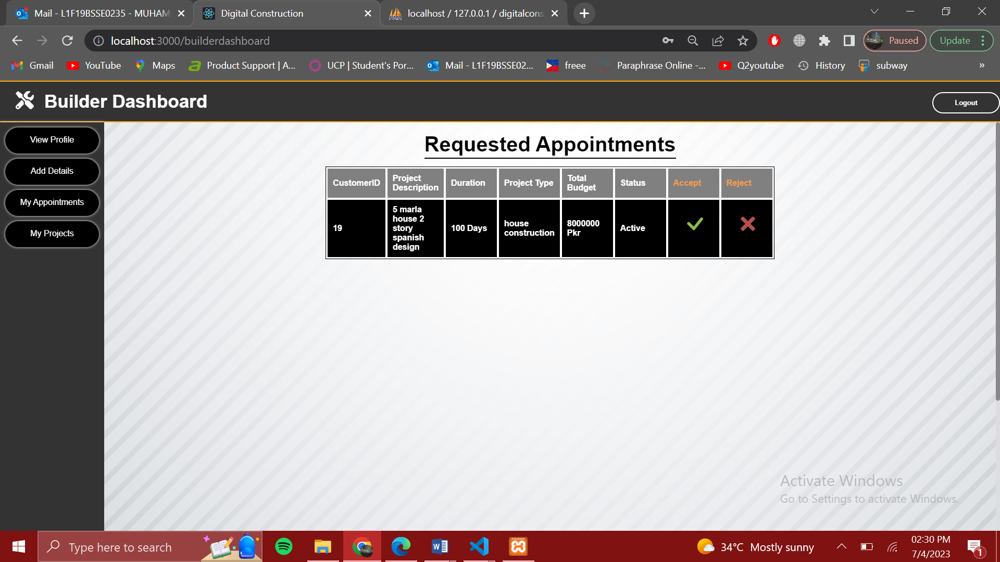 Mail - L1F19BSSE0235 - MUHAM
Digital Construction
localhost / 127.0.0.1 / digitalcons
localhost:3000/builderdashboard
Paused
Update
Gmail
YouTube
Maps
Product Support | A...
UCP | Student's Por...
Mail - L1F19BSSE02...
freee
Paraphrase Online -...
Q2youtube
History
subway
»
Builder Dashboard
Logout
View Profile
Add Details
My Appointments
My Projects
Requested Appointments
CustomerID
Project
Description
Duration
Project Type
Total
Budget
Status
Accept
Reject
19
5 marla
house 2
story
spanish
design
100 Days
house
construction
8000000
Pkr
Active
Activate Windows
Go to Settings to activate Windows.
Type here to search
34°C Mostly sunny
02:30 PM
7/4/2023
1